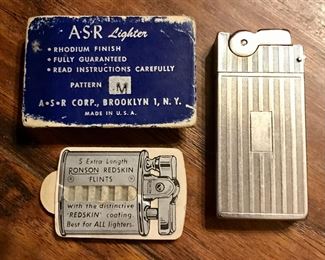 A·S·R Lighter
• RHODIUM FINISH
• FULLY GUARANTEED
• READ INSTRUCTIONS CAREFULLY
PATTERN M
A•S•R CORP., BROOKLYN 1, N.Y.
MADE IN U.S.A.
5 Extra Length
RONSON REDSKIN
FLINTS
With the distinctive
'REDSKIN' coating.
Best for ALL lighters.